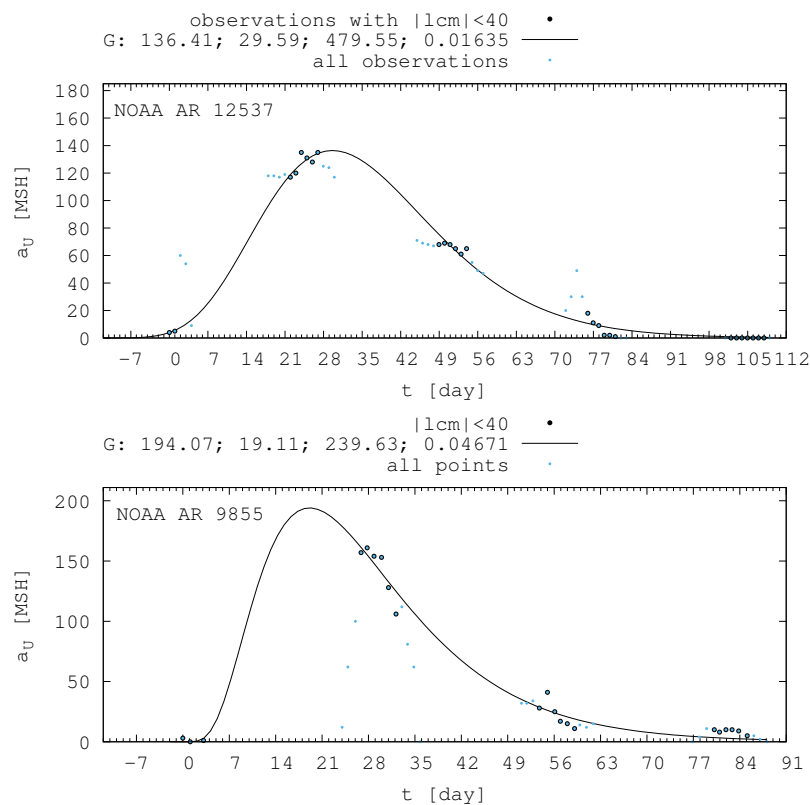 observations with |lcm|<40
G: 136.41; 29.59; 479.55; 0.01635
all observations
NOAA AR 12537
a_U [MSH]
180
160
140
120
100
80
60
40
20
0
−7 0 7 14 21 28 35 42 49 56 63 70 77 84 91 98 105 112
t [day]
|lcm|<40
G: 194.07; 19.11; 239.63; 0.04671
all points
NOAA AR 9855
a_U [MSH]
200
150
100
50
0
−7 0 7 14 21 28 35 42 49 56 63 70 77 84 91
t [day]